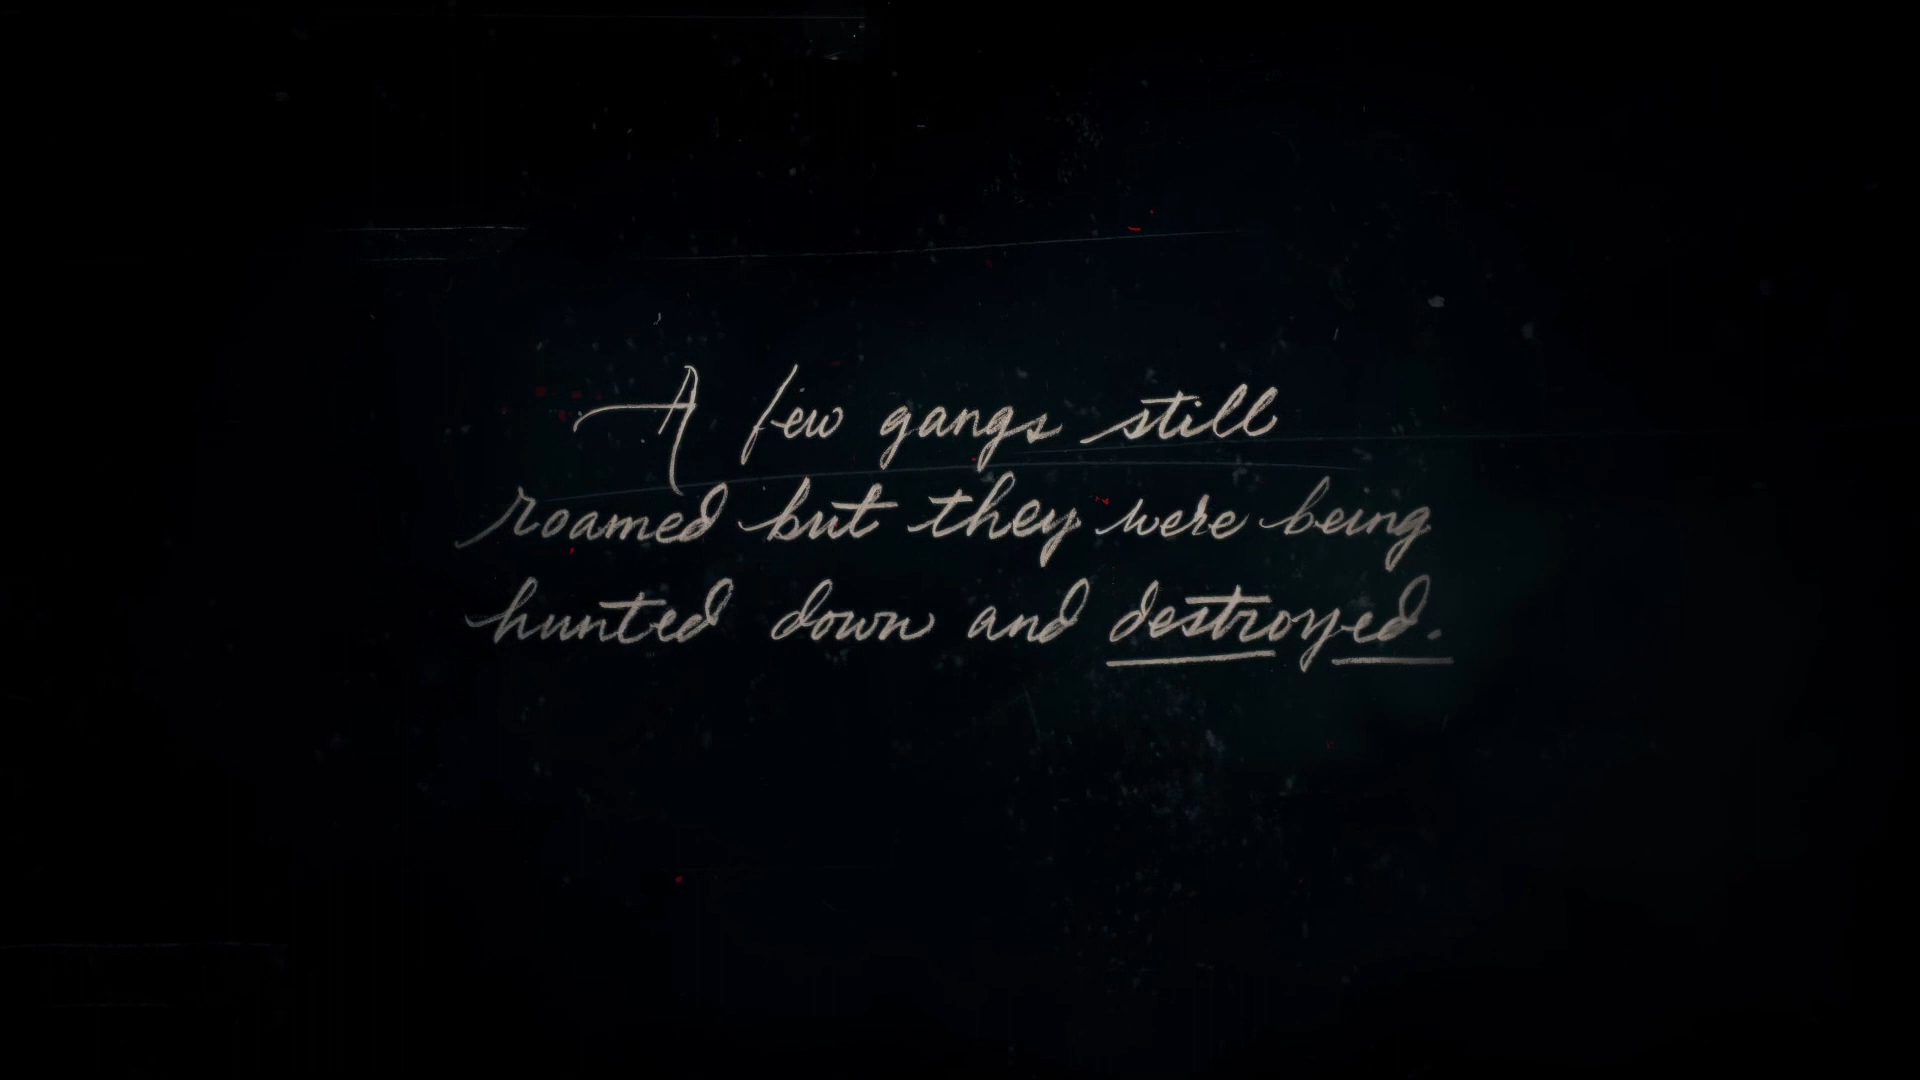 A few gangs still
roamed but they were being
hunted down and destroyed.